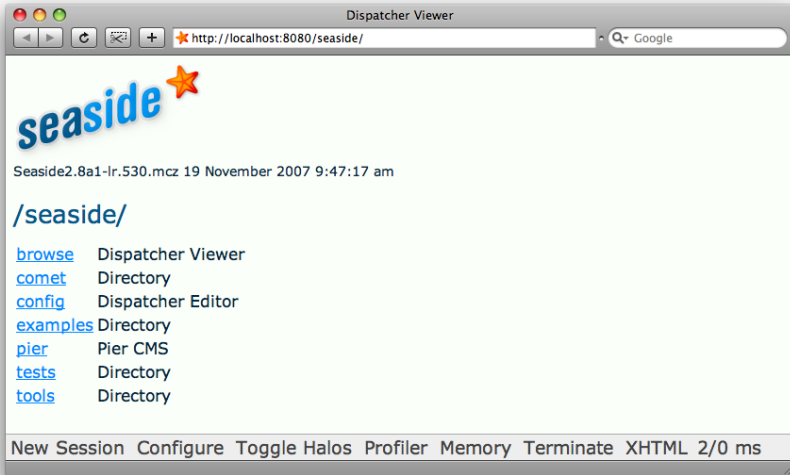 Dispatcher Viewer
http://localhost:8080/seaside/
Google
seaside
Seaside2.8a1-lr.530.mcz 19 November 2007 9:47:17 am
/seaside/
browse Dispatcher Viewer
comet Directory
config Dispatcher Editor
examples Directory
pier Pier CMS
tests Directory
tools Directory
New Session Configure Toggle Halos Profiler Memory Terminate XHTML 2/0 ms